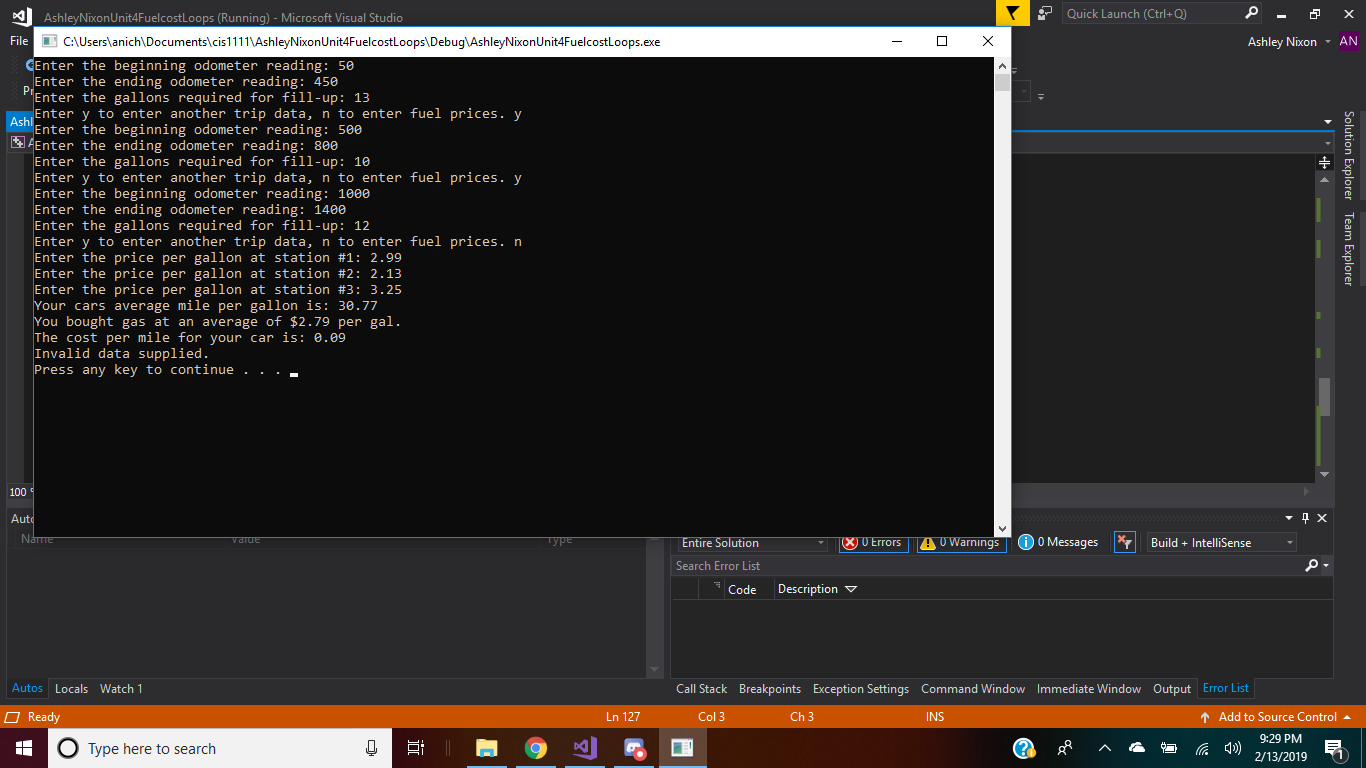 AshleyNixonUnit4FuelcostLoops (Running) - Microsoft Visual Studio
Quick Launch (Ctrl+Q)
File
C:\Users\anich\Documents\cis1111\AshleyNixonUnit4FuelcostLoops\Debug\AshleyNixonUnit4FuelcostLoops.exe
Ashley Nixon
AN
Enter the beginning odometer reading: 50
Enter the ending odometer reading: 450
Enter the gallons required for fill-up: 13
Enter y to enter another trip data, n to enter fuel prices. y
Enter the beginning odometer reading: 500
Enter the ending odometer reading: 800
Enter the gallons required for fill-up: 10
Enter y to enter another trip data, n to enter fuel prices. y
Enter the beginning odometer reading: 1000
Enter the ending odometer reading: 1400
Enter the gallons required for fill-up: 12
Enter y to enter another trip data, n to enter fuel prices. n
Enter the price per gallon at station #1: 2.99
Enter the price per gallon at station #2: 2.13
Enter the price per gallon at station #3: 3.25
Your cars average mile per gallon is: 30.77
You bought gas at an average of $2.79 per gal.
The cost per mile for your car is: 0.09
Invalid data supplied.
Press any key to continue . . .
Solution Explorer
Team Explorer
100 %
Name Value Type
Entire Solution
0 Errors
0 Warnings
0 Messages
Build + IntelliSense
Search Error List
Code Description
Autos Locals Watch 1
Call Stack Breakpoints Exception Settings Command Window Immediate Window Output Error List
Ready Ln 127 Col 3 Ch 3 INS Add to Source Control
Type here to search
9:29 PM
2/13/2019
1